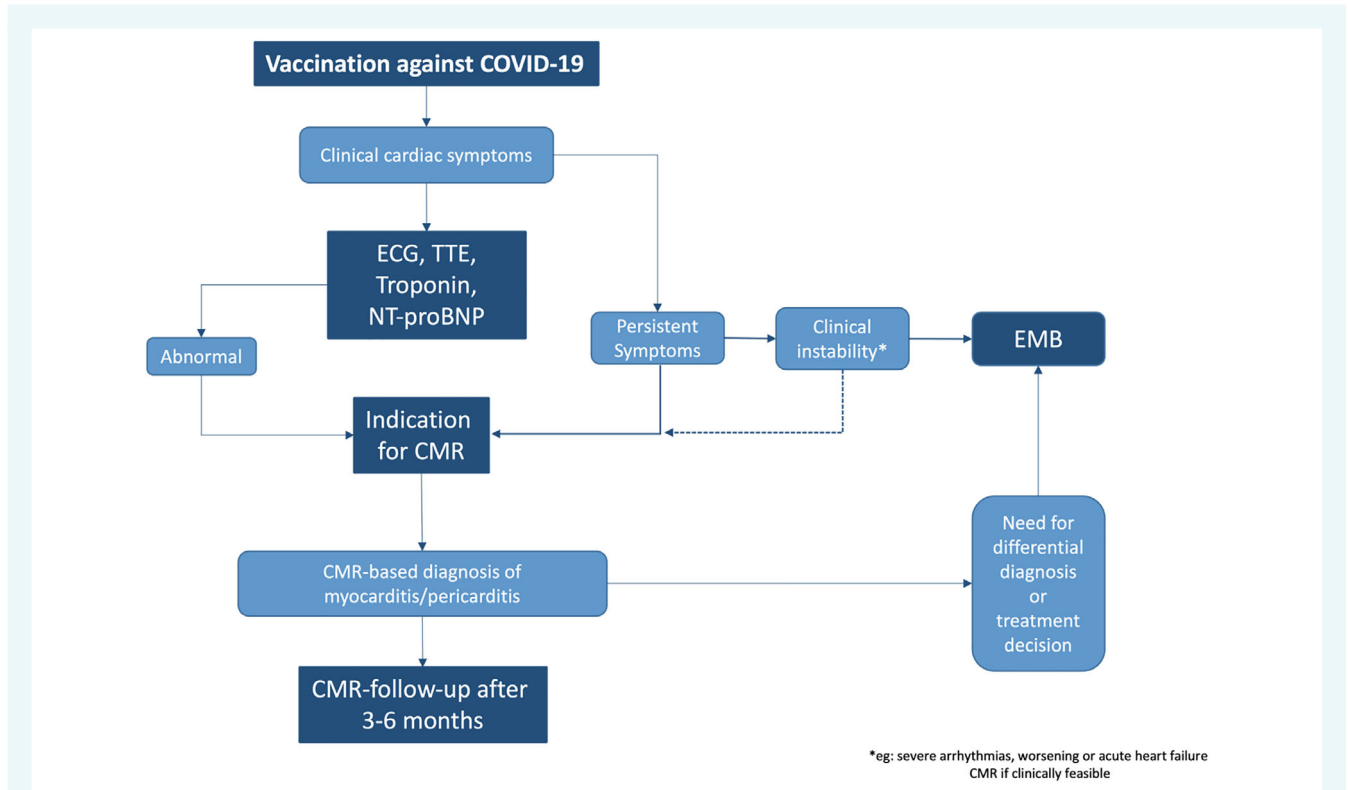 Vaccination against COVID-19
Clinical cardiac symptoms
ECG, TTE,
Troponin,
NT-proBNP
Abnormal
Persistent
Symptoms
Clinical
instability*
EMB
Indication
for CMR
Need for
differential
diagnosis
or
treatment
decision
CMR-based diagnosis of
myocarditis/pericarditis
CMR-follow-up after
3-6 months
*eg: severe arrhythmias, worsening or acute heart failure
CMR if clinically feasible